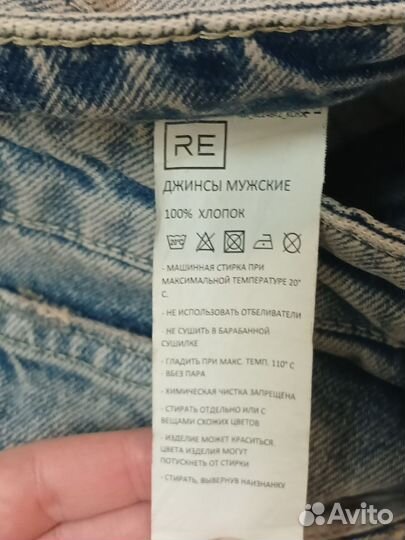 RE
ДЖИНСЫ МУЖСКИЕ
100% ХЛОПОК
20°C
- МАШИННАЯ СТИРКА ПРИ
МАКСИМАЛЬНОЙ ТЕМПЕРАТУРЕ 20°
С.
- НЕ ИСПОЛЬЗОВАТЬ ОТБЕЛИВАТЕЛИ
- НЕ СУШИТЬ В БАРАБАННОЙ
СУШИЛКЕ
- ГЛАДИТЬ ПРИ МАКС. ТЕМП. 110° С
- ВБЕЗ ПАРА
- ХИМИЧЕСКАЯ ЧИСТКА ЗАПРЕЩЕНА
- СТИРАТЬ ОТДЕЛЬНО ИЛИ С
ВЕЩАМИ СХОЖИХ ЦВЕТОВ
- ИЗДЕЛИЕ МОЖЕТ КРАСИТЬСЯ.
ЦВЕТА ИЗДЕЛИЯ МОГУТ
ПОТУСКНЕТЬ ОТ СТИРКИ
- СТИРАТЬ, ВЫВЕРНУВ НАИЗНАНКУ
Avito